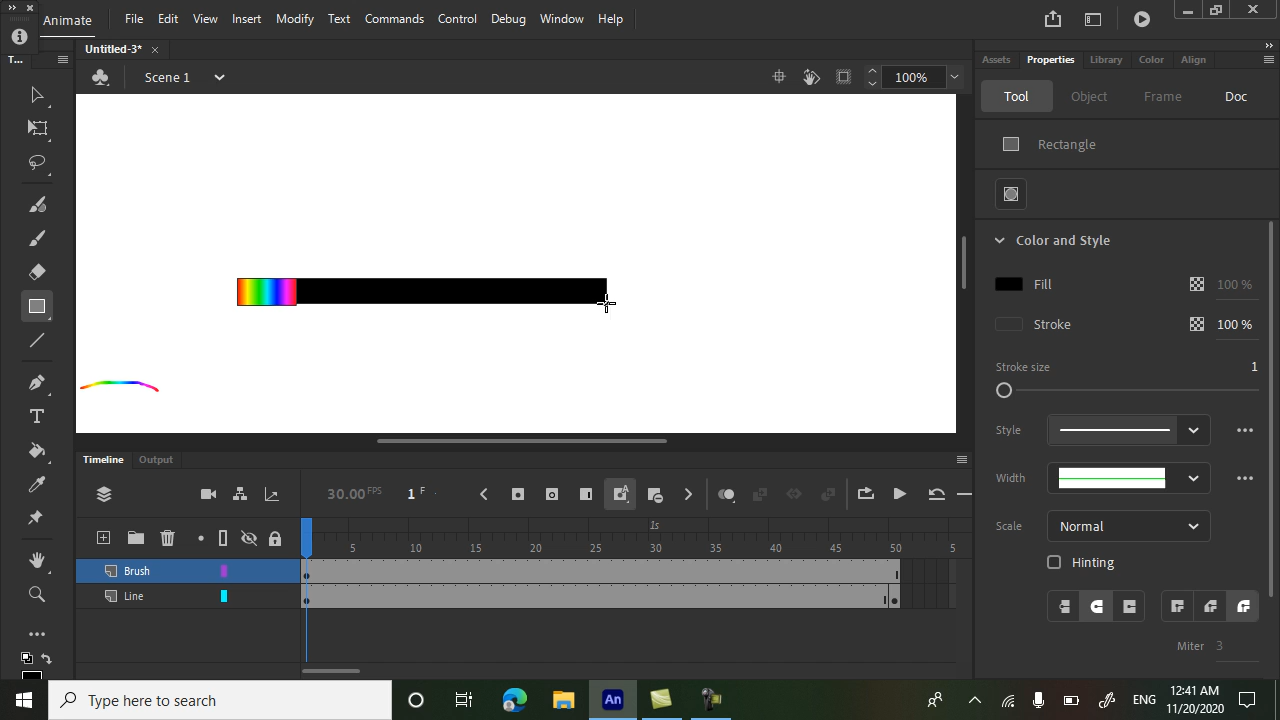 Animate File Edit View Insert Modify Text Commands Control Debug Window Help
Untitled-3*
T... Assets Properties Library Color Align
Scene 1 100%
Tool Object Frame Doc
Rectangle
Color and Style
Fill 100 %
Stroke 100 %
Stroke size 1
Style
Width
Scale Normal
Hinting
Miter 3
Timeline Output
30.00 FPS 1 F
1s
5 10 15 20 25 30 35 40 45 50 5
Brush
Line
Type here to search
An
ENG
12:41 AM
11/20/2020